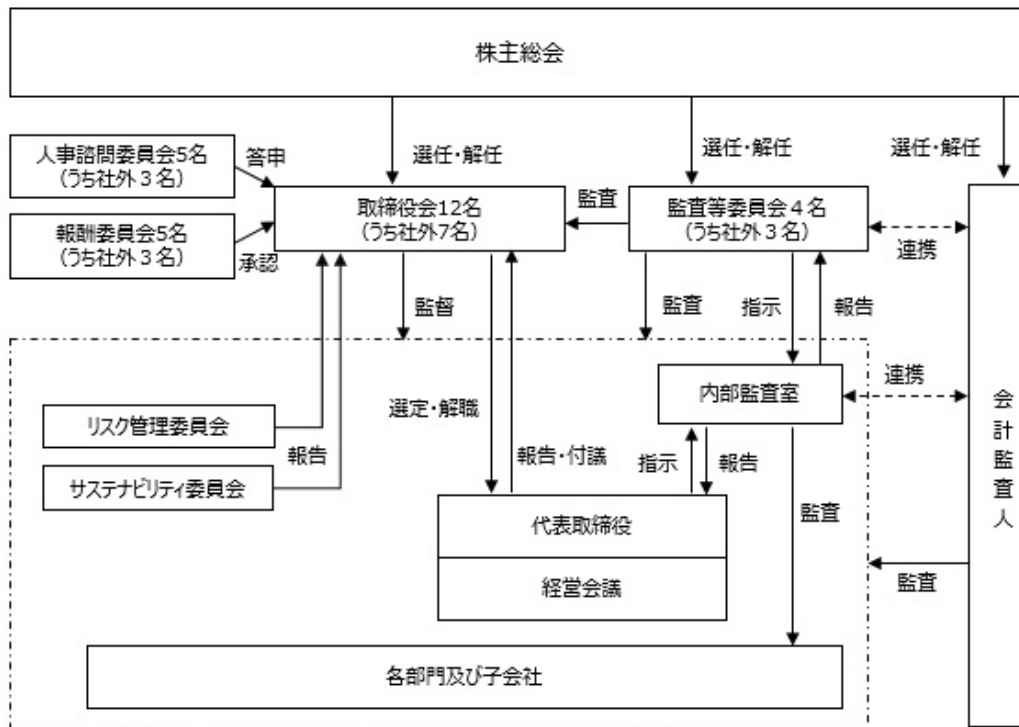 株主総会
選任・解任
選任・解任
選任・解任
人事諮問委員会5名
(うち社外３名)
答申
報酬委員会5名
(うち社外３名)
承認
取締役会12名
(うち社外7名)
監査
監査等委員会４名
(うち社外３名)
連携
監督
監査
指示
報告
内部監査室
連携
会計監査人
リスク管理委員会
サステナビリティ委員会
報告
選定・解職
報告・付議
指示
報告
監査
代表取締役
経営会議
監査
各部門及び子会社